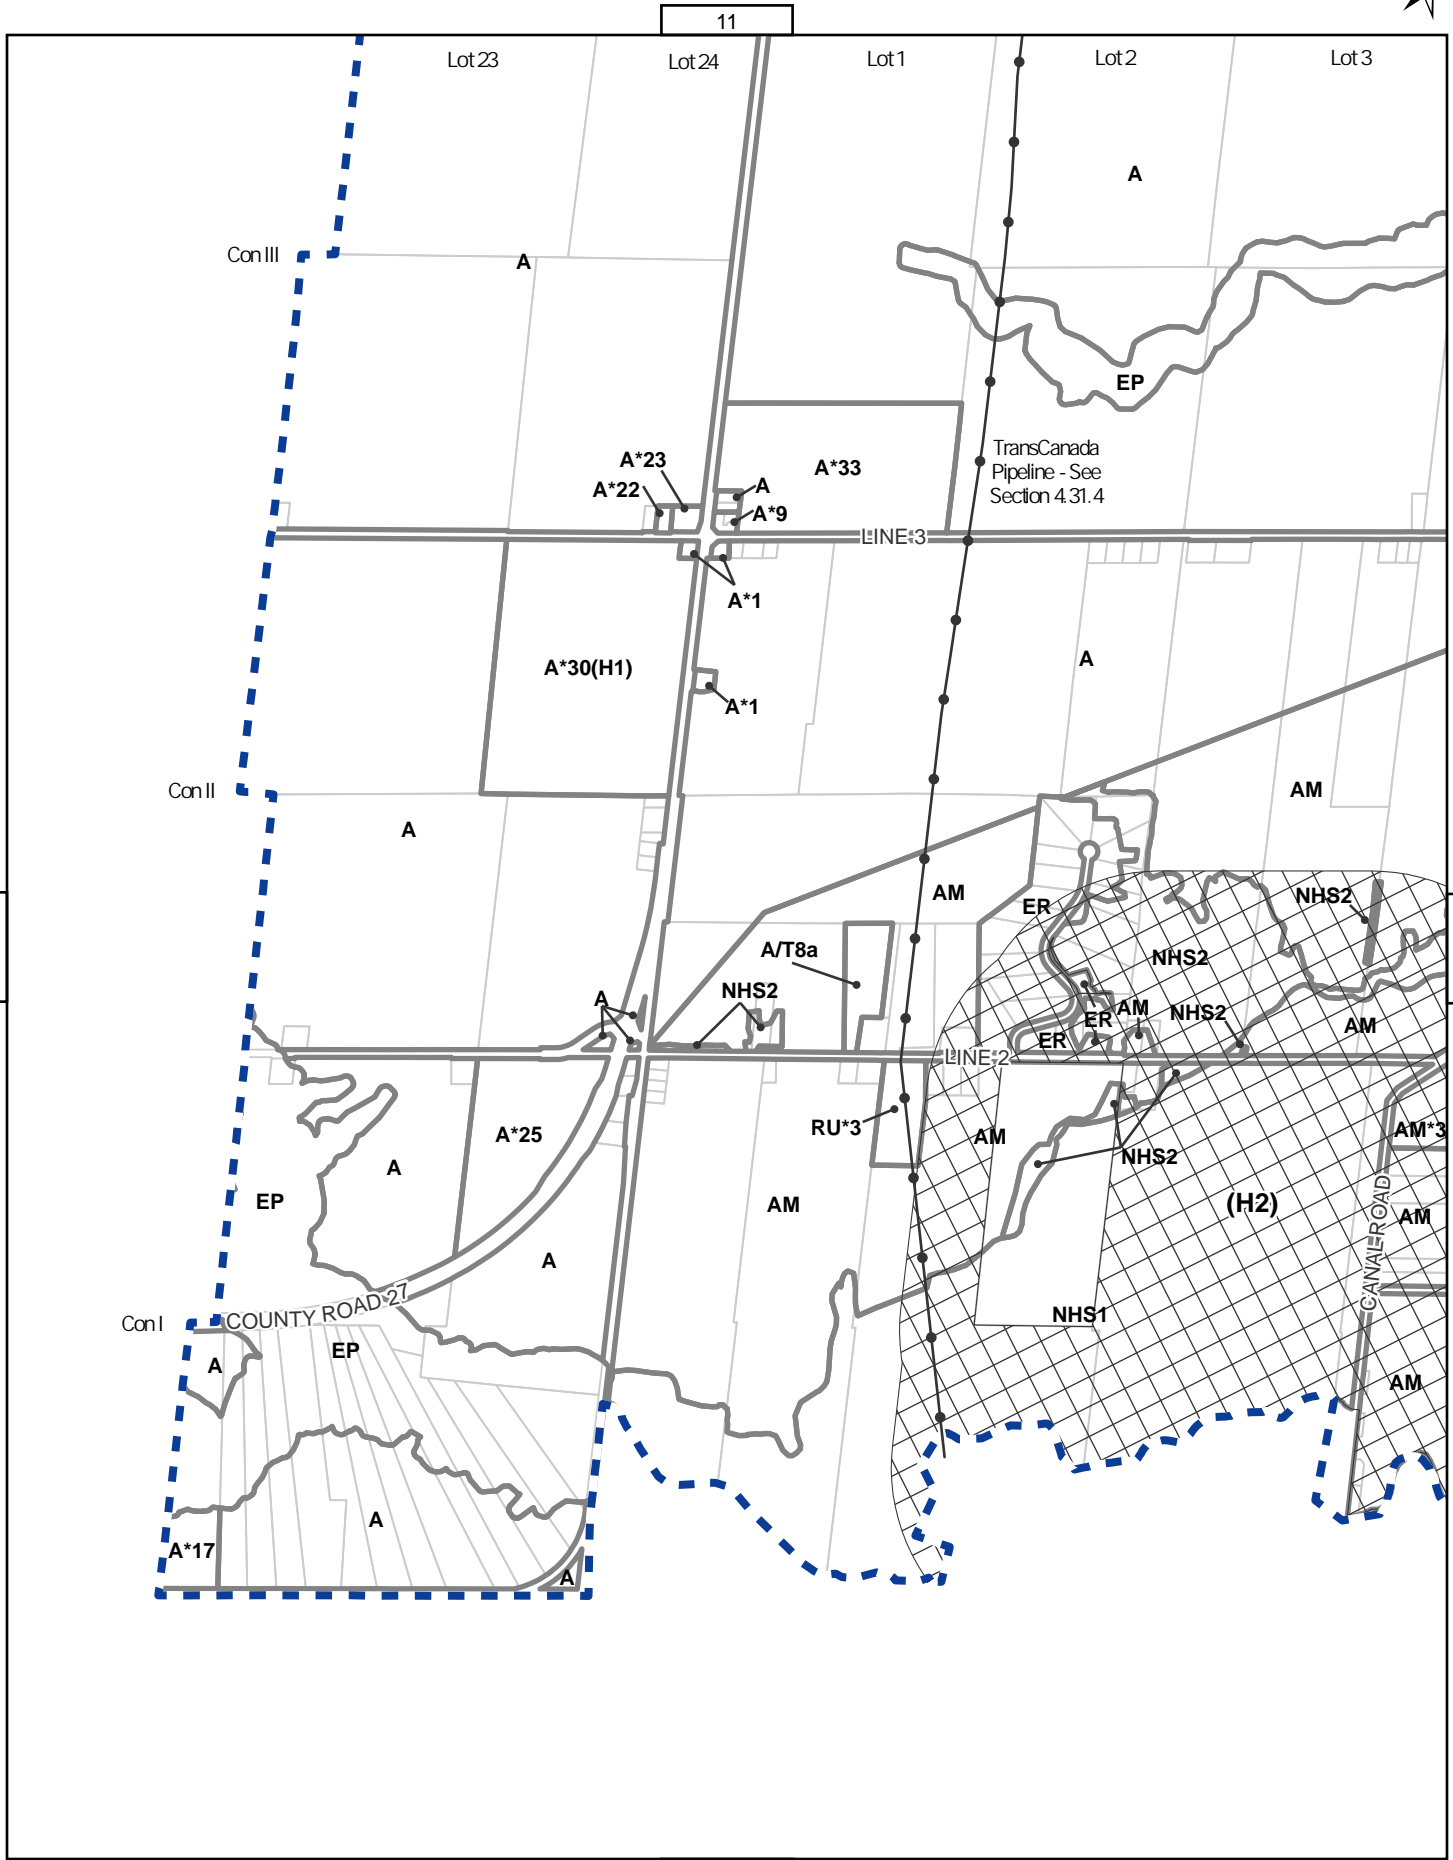 11
Lot 23
Lot 24
Lot 1
Lot 2
Lot 3
A
Con III
A
EP
TransCanada
Pipeline - See
Section 4.31.4
A*23
A*22
A*33
A
A*9
LINE 3
A*1
A*30(H1)
A
A*1
Con II
AM
A
AM
NHS2
ER
A/T8a
NHS2
NHS2
A
AM
NHS2
ER
AM
ER
LINE 2
A*25
RU*3
AM
AM*3
NHS2
A
EP
AM
(H2)
CANAL ROAD
AM
A
COUNTY ROAD 27
Con I
NHS1
EP
A
AM
A
A*17
A